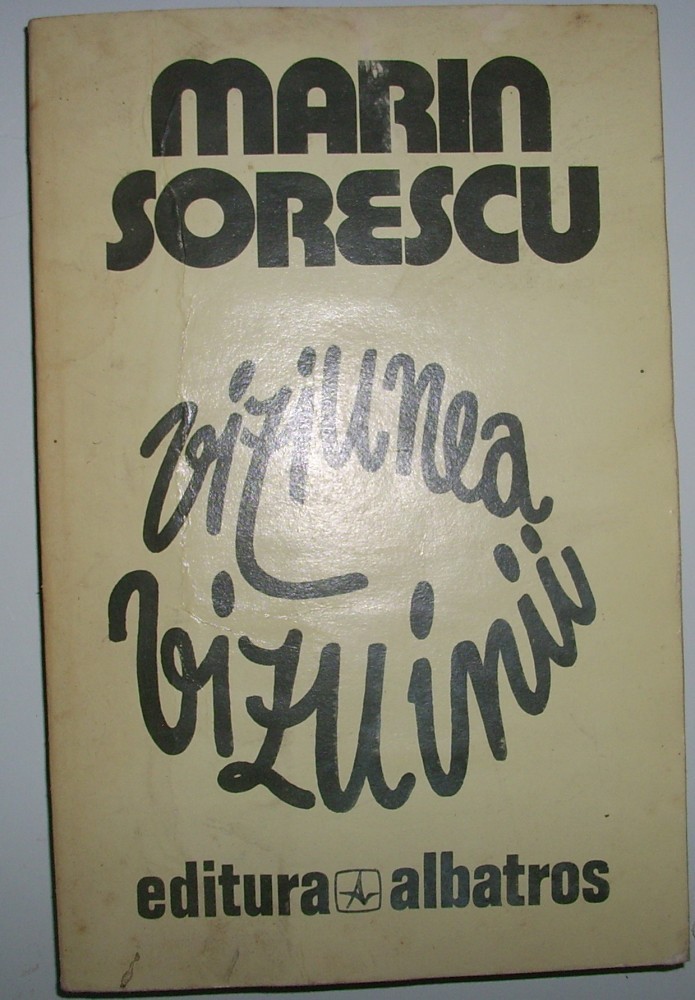 MARIN
SORESCU
viziunea
vizuinii
editura albatros